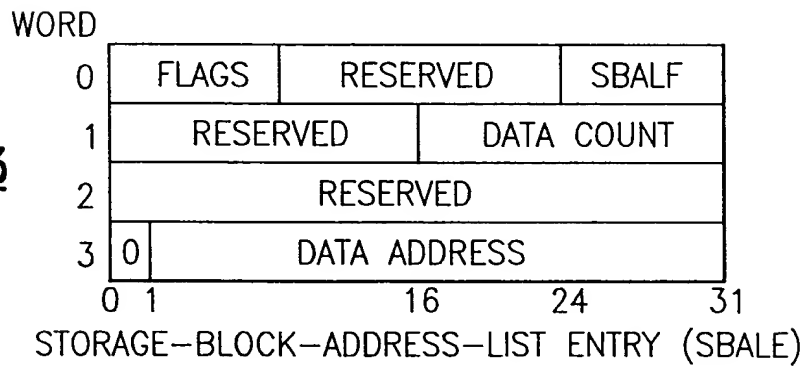 WORD
0 FLAGS RESERVED SBALF
1 RESERVED DATA COUNT
2 RESERVED
3 0 DATA ADDRESS
0 1 16 24 31
STORAGE-BLOCK-ADDRESS-LIST ENTRY (SBALE)